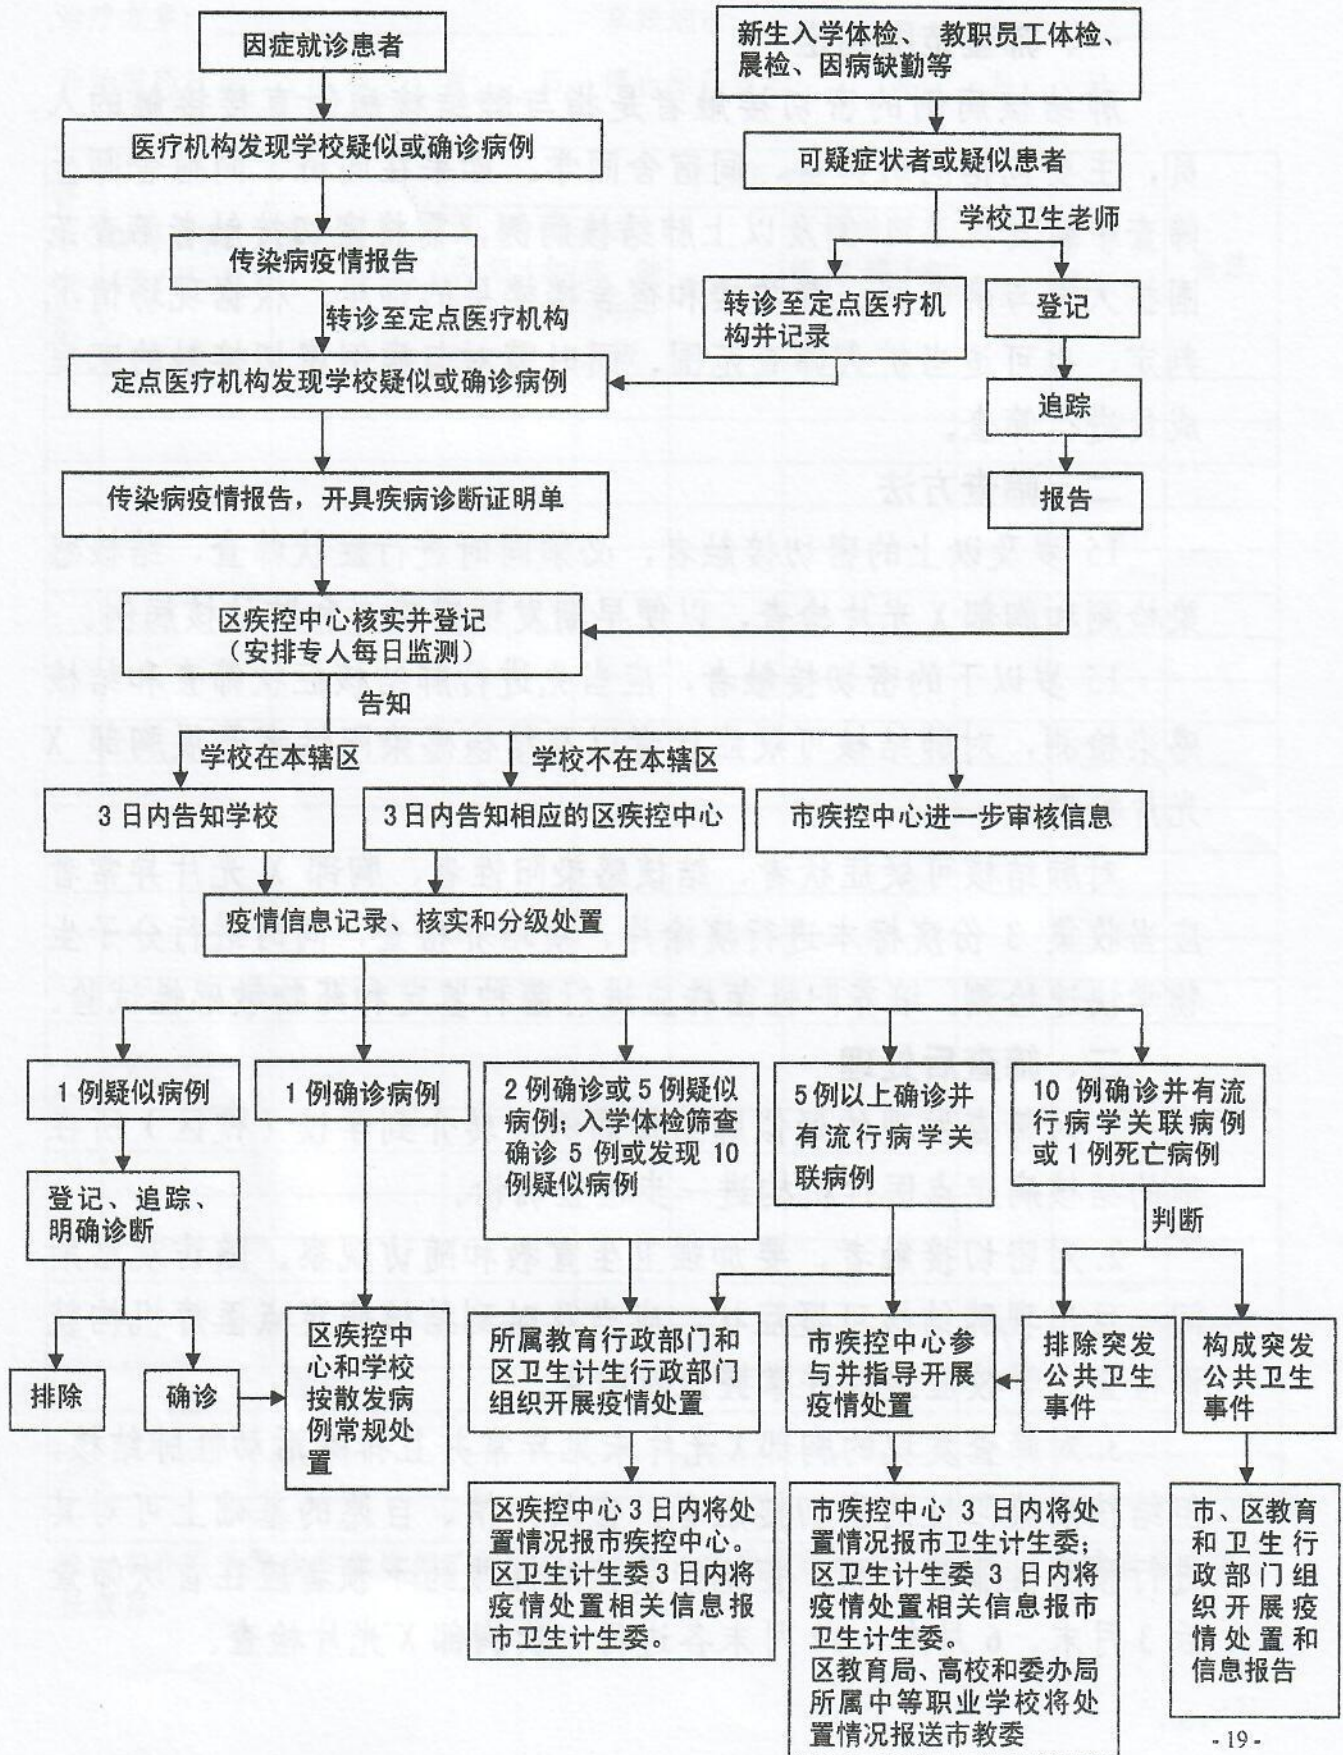 因症就诊患者
新生入学体检、 教职员工体检、
晨检、因病缺勤等
医疗机构发现学校疑似或确诊病例
可疑症状者或疑似患者
学校卫生老师
传染病疫情报告
转诊至定点医疗机
构并记录
登记
转诊至定点医疗机构
定点医疗机构发现学校疑似或确诊病例
追踪
传染病疫情报告，开具疾病诊断证明单
报告
区疾控中心核实并登记
（安排专人每日监测）
告知
学校在本辖区
学校不在本辖区
3 日内告知学校
3 日内告知相应的区疾控中心
市疾控中心进一步审核信息
疫情信息记录、核实和分级处置
1 例疑似病例
1 例确诊病例
2 例确诊或 5 例疑似
病例；入学体检筛查
确诊 5 例或发现 10
例疑似病例
5 例以上确诊并
有流行病学关
联病例
10 例确诊并有流
行病学关联病例
或 1 例死亡病例
登记、追踪、
明确诊断
判断
排除
确诊
区疾控中
心和学校
按散发病
例常规处
置
所属教育行政部门和
区卫生计生行政部门
组织开展疫情处置
市疾控中心参
与并指导开展
疫情处置
排除突发
公共卫生
事件
构成突发
公共卫生
事件
区疾控中心 3 日内将处
置情况报市疾控中心。
区卫生计生委 3 日内将
疫情处置相关信息报
市卫生计生委。
市疾控中心 3 日内将处
置情况报市卫生计生委；
区卫生计生委 3 日内将
疫情处置相关信息报市
卫生计生委。
区教育局、高校和委办局
所属中等职业学校将处
置情况报送市教委
市、区教育
和卫生行
政部门组
织开展疫
情处置和
信息报告
- 19 -